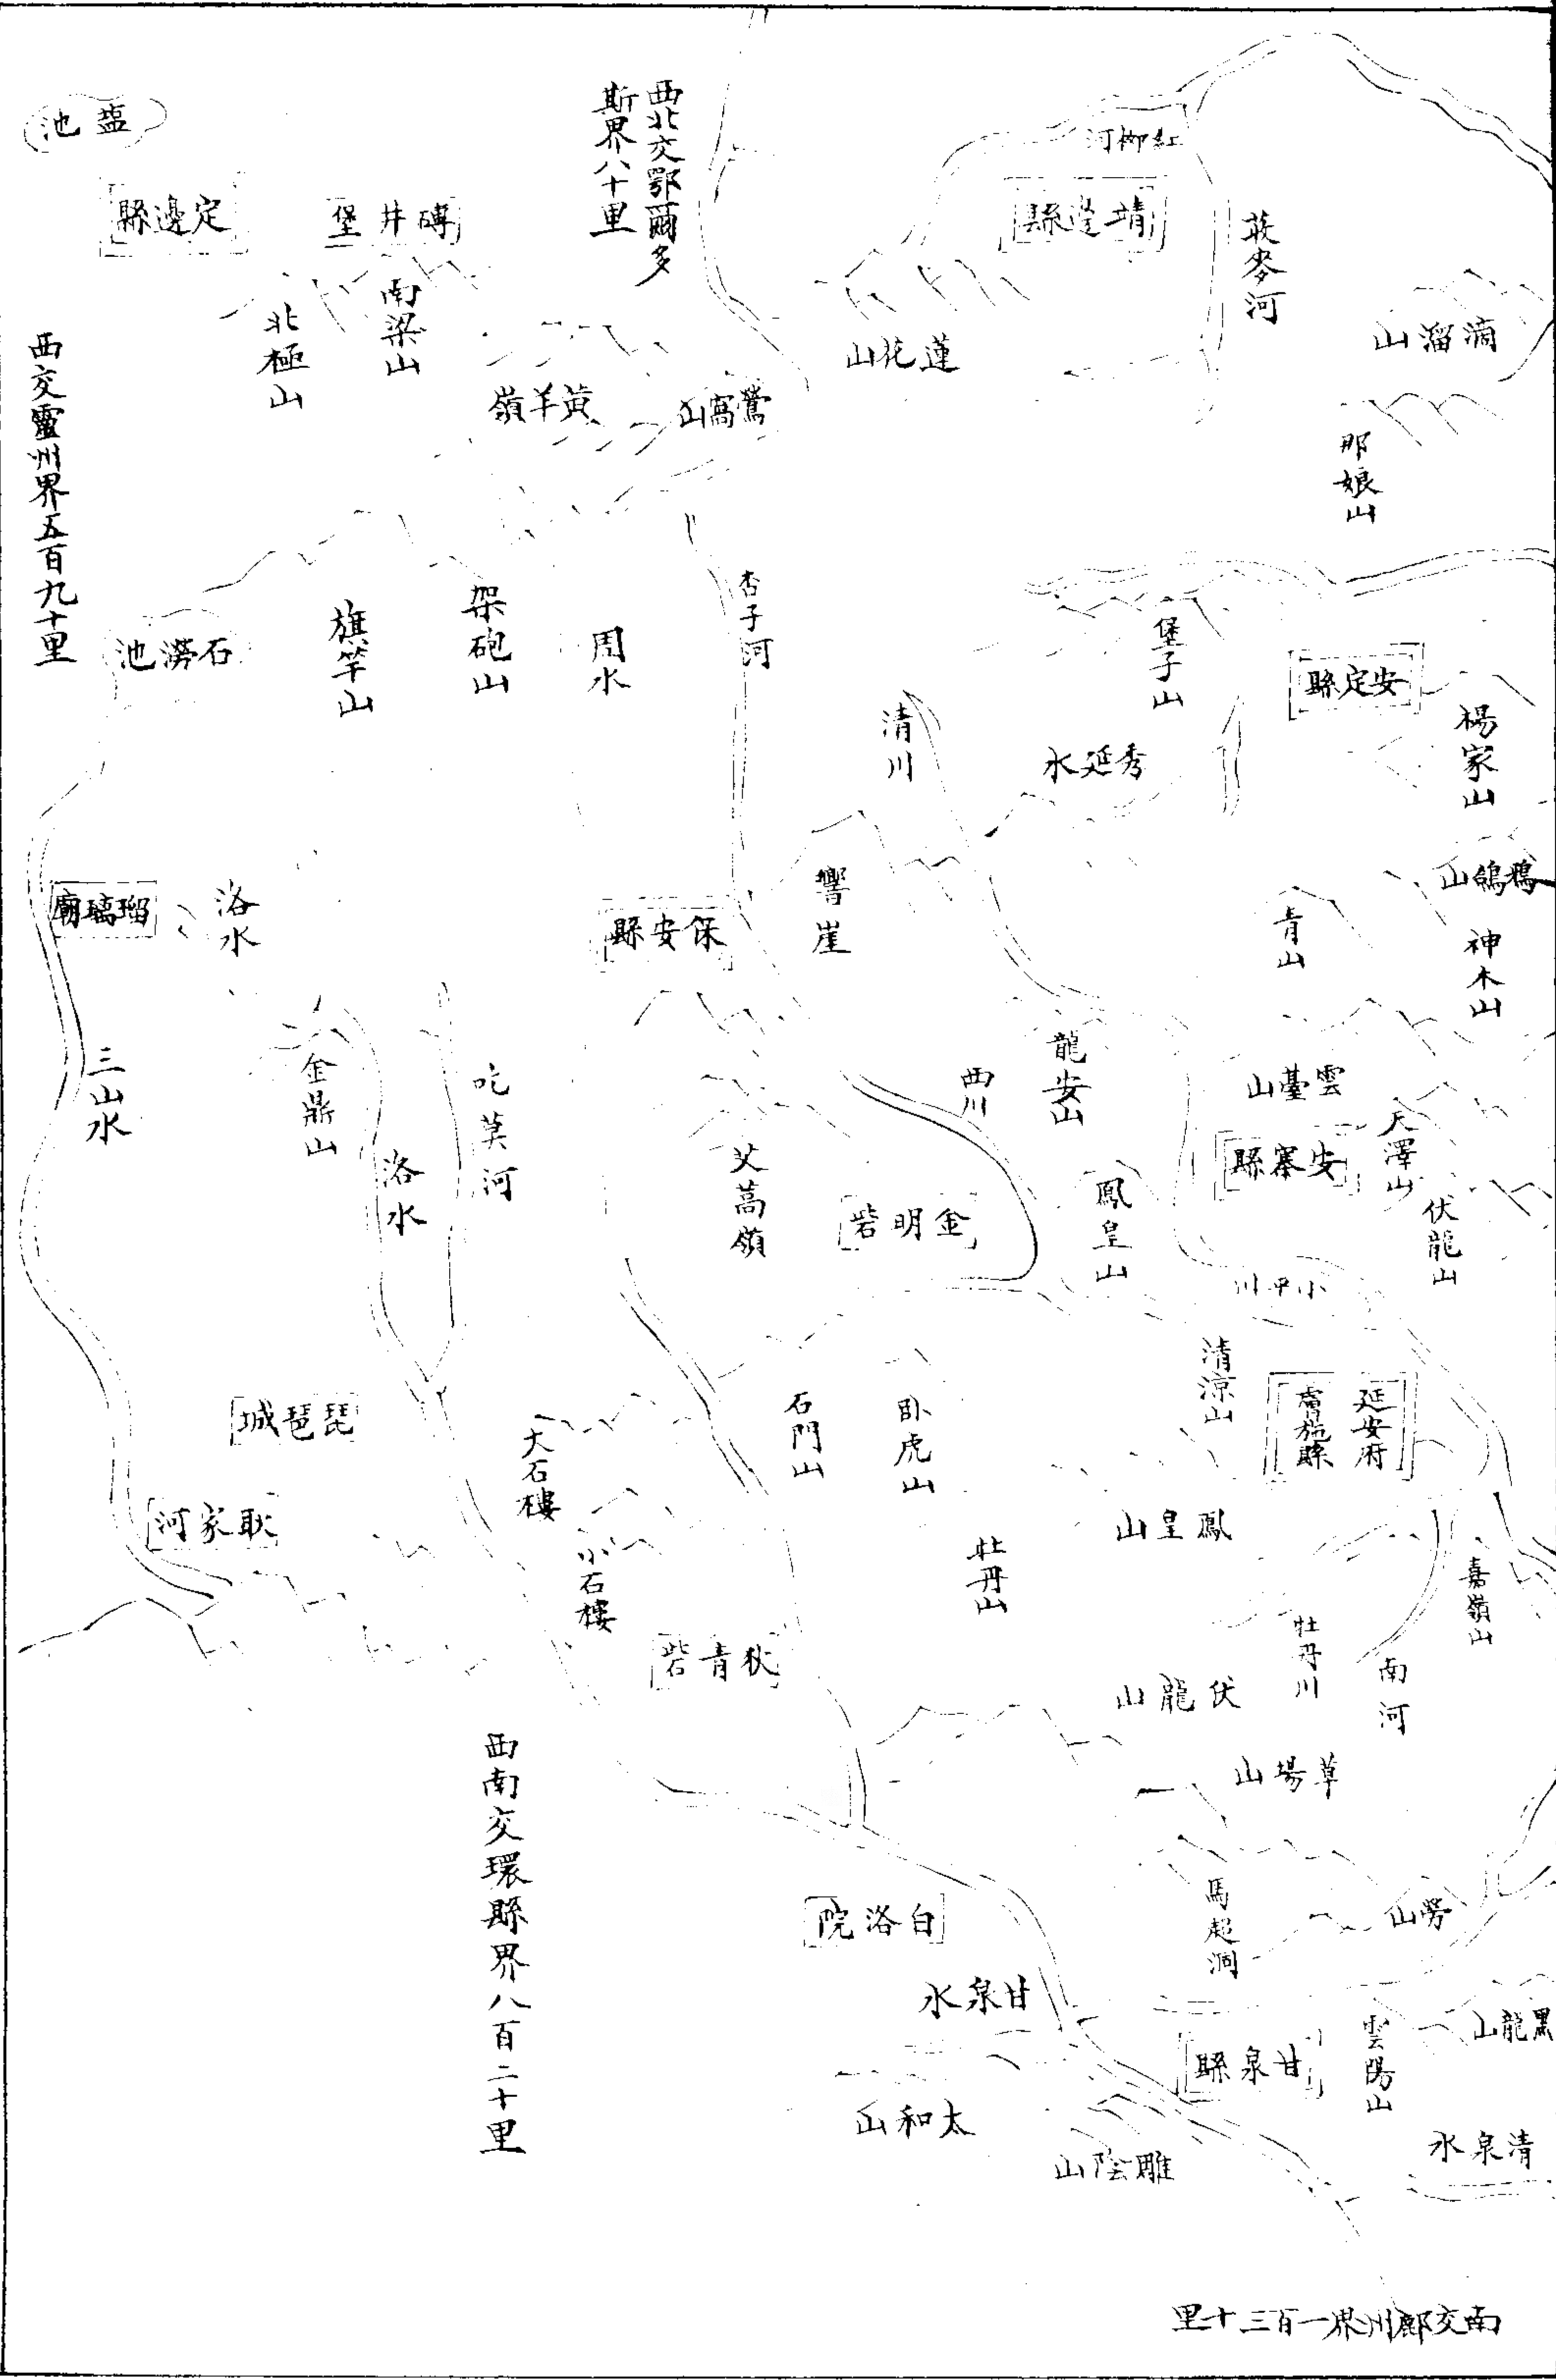 紅柳河
靖邊縣
莜麥河
滴溜山
那娘山
蓮花山
西北交鄂爾多
斯界八十里
磚井堡
定邊縣
塩池
南梁山
北極山
黃羊嶺
鶯窩山
西交靈州界五百九十里
安定縣
楊家山
堡子山
秀延水
清川
杏子河
周水
架砲山
旗竿山
石澇池
鵓鴿山
神木山
青山
響崖
保安縣
洛水
琉璃廟
雲臺山
天澤山
安塞縣
伏龍山
龍安山
西川
鳳皇山
金明砦
艾蒿嶺
吃莫河
洛水
金鼎山
三山水
小平川
延安府
膚施縣
清涼山
鳳皇山
臥虎山
石門山
大石樓
小石樓
琵琶城
耿家河
嘉嶺山
南河
牡丹川
牡丹山
伏龍山
狄青砦
草場山
勞山
馬超洞
白洛院
西南交環縣界八百二十里
黑龍山
雲陽山
甘泉縣
甘泉水
清泉水
雕陰山
太和山
南交鄜州界一百三十里